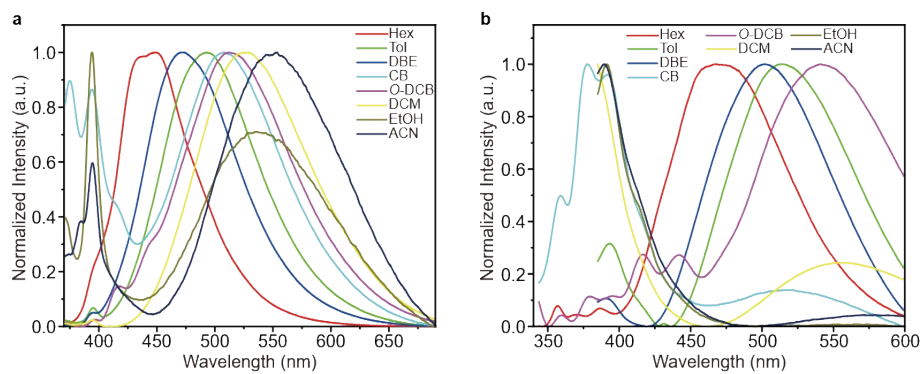 a
Normalized Intensity (a.u.)
1.0
0.8
0.6
0.4
0.2
0.0
400 450 500 550 600 650
Wavelength (nm)
Hex
Tol
DBE
CB
O-DCB
DCM
EtOH
ACN
b
Normalized Intensity (a.u.)
1.0
0.8
0.6
0.4
0.2
0.0
350 400 450 500 550 600
Wavelength (nm)
Hex O-DCB EtOH
Tol DCM ACN
DBE
CB